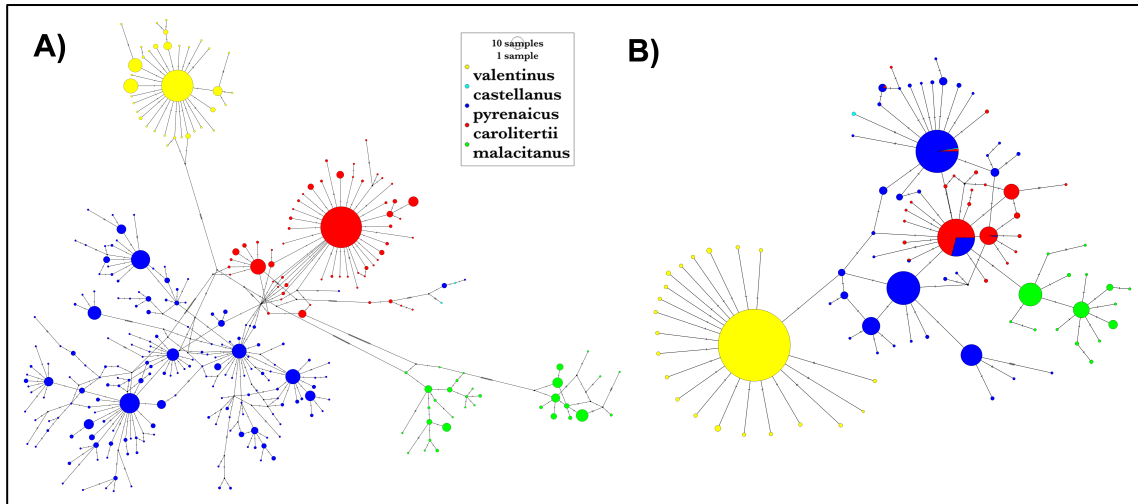 A)
10 samples
1 sample
valentinus
castellanus
pyrenaicus
carolitertii
malacitanus
B)